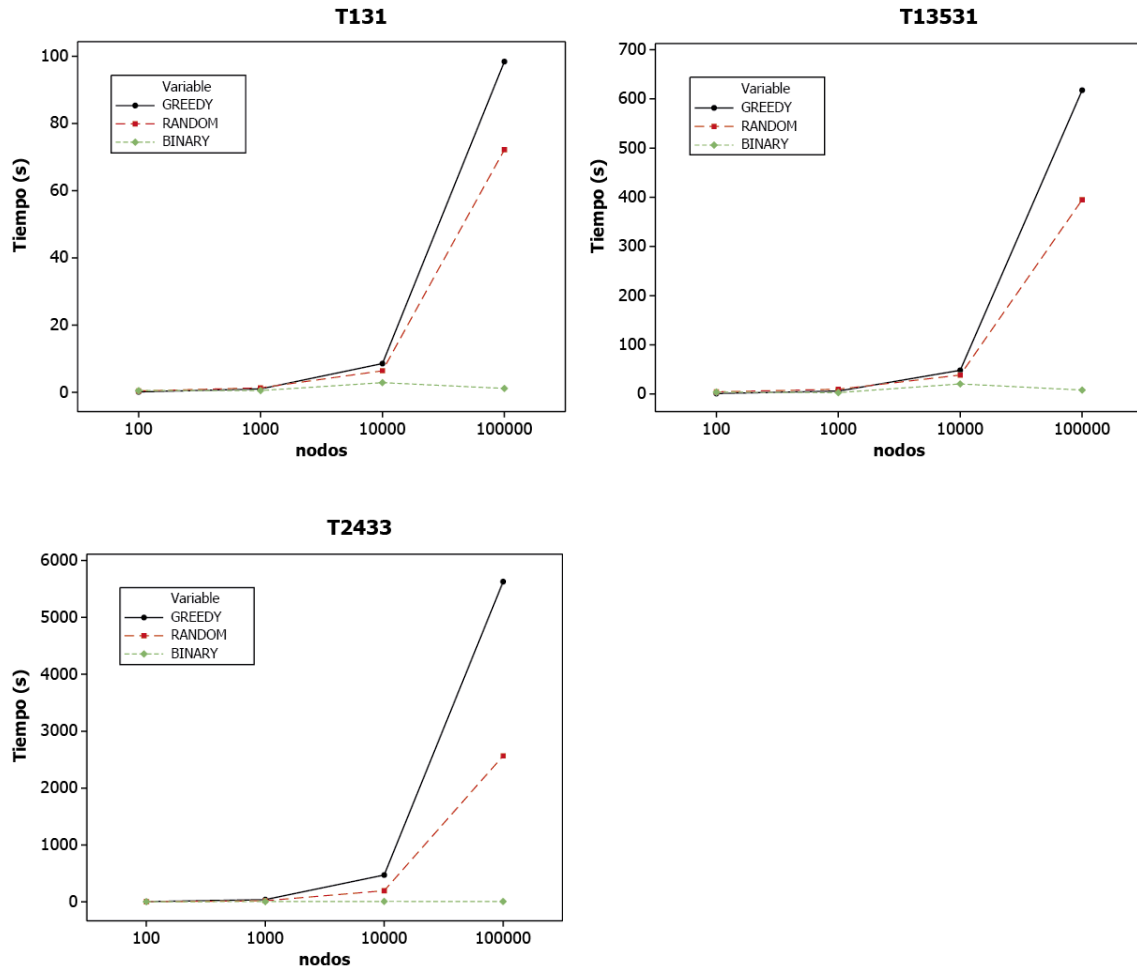 T131
Tiempo (s)
100
80
60
40
20
0
Variable
GREEDY
RANDOM
BINARY
100 1000 10000 100000
nodos
T13531
Tiempo (s)
700
600
500
400
300
200
100
0
Variable
GREEDY
RANDOM
BINARY
100 1000 10000 100000
nodos
T2433
Tiempo (s)
6000
5000
4000
3000
2000
1000
0
Variable
GREEDY
RANDOM
BINARY
100 1000 10000 100000
nodos